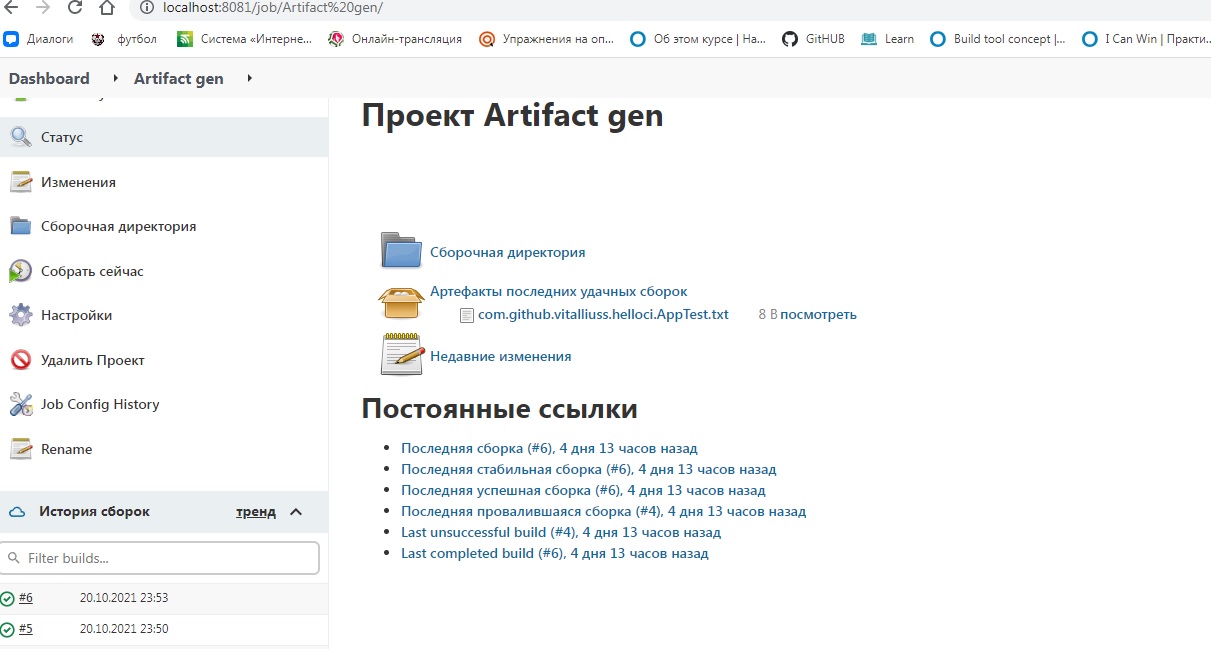 localhost:8081/job/Artifact%20gen/
Диалоги футбол Система «Интерне... Онлайн-трансляция Упражнения на оп... Об этом курсе | На... GitHUB Learn Build tool concept |... I Can Win | Практи...
Dashboard Artifact gen
Статус
Изменения
Сборочная директория
Собрать сейчас
Настройки
Удалить Проект
Job Config History
Rename
История сборок тренд
Filter builds...
#6 20.10.2021 23:53
#5 20.10.2021 23:50
Проект Artifact gen
Сборочная директория
Артефакты последних удачных сборок
com.github.vitalliuss.helloci.AppTest.txt 8 B посмотреть
Недавние изменения
Постоянные ссылки
Последняя сборка (#6), 4 дня 13 часов назад
Последняя стабильная сборка (#6), 4 дня 13 часов назад
Последняя успешная сборка (#6), 4 дня 13 часов назад
Последняя провалившаяся сборка (#4), 4 дня 13 часов назад
Last unsuccessful build (#4), 4 дня 13 часов назад
Last completed build (#6), 4 дня 13 часов назад